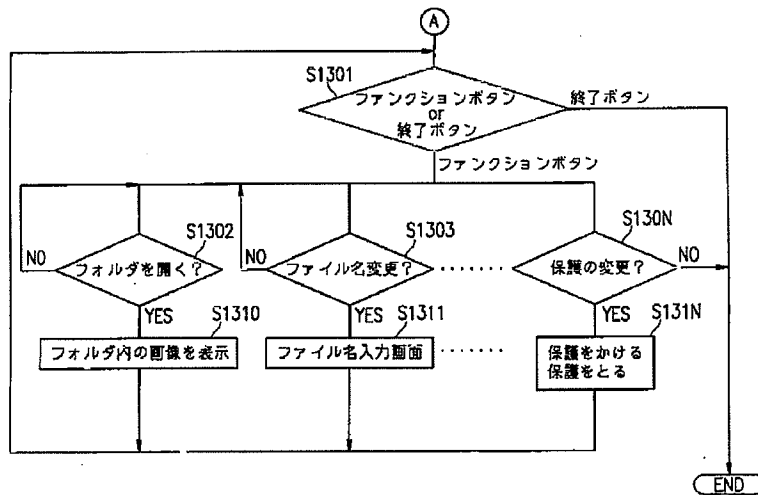 A
S1301
ファンクションボタン
or
終了ボタン
終了ボタン
ファンクションボタン
S1302
S1303
S130N
NO
フォルダを開く?
NO
ファイル名変更?
・・・・・・
保護の変更?
NO
YES
S1310
YES
S1311
YES
S131N
フォルダ内の画像を表示
ファイル名入力画面
・・・・・・
保護をかける
保護をとる
END